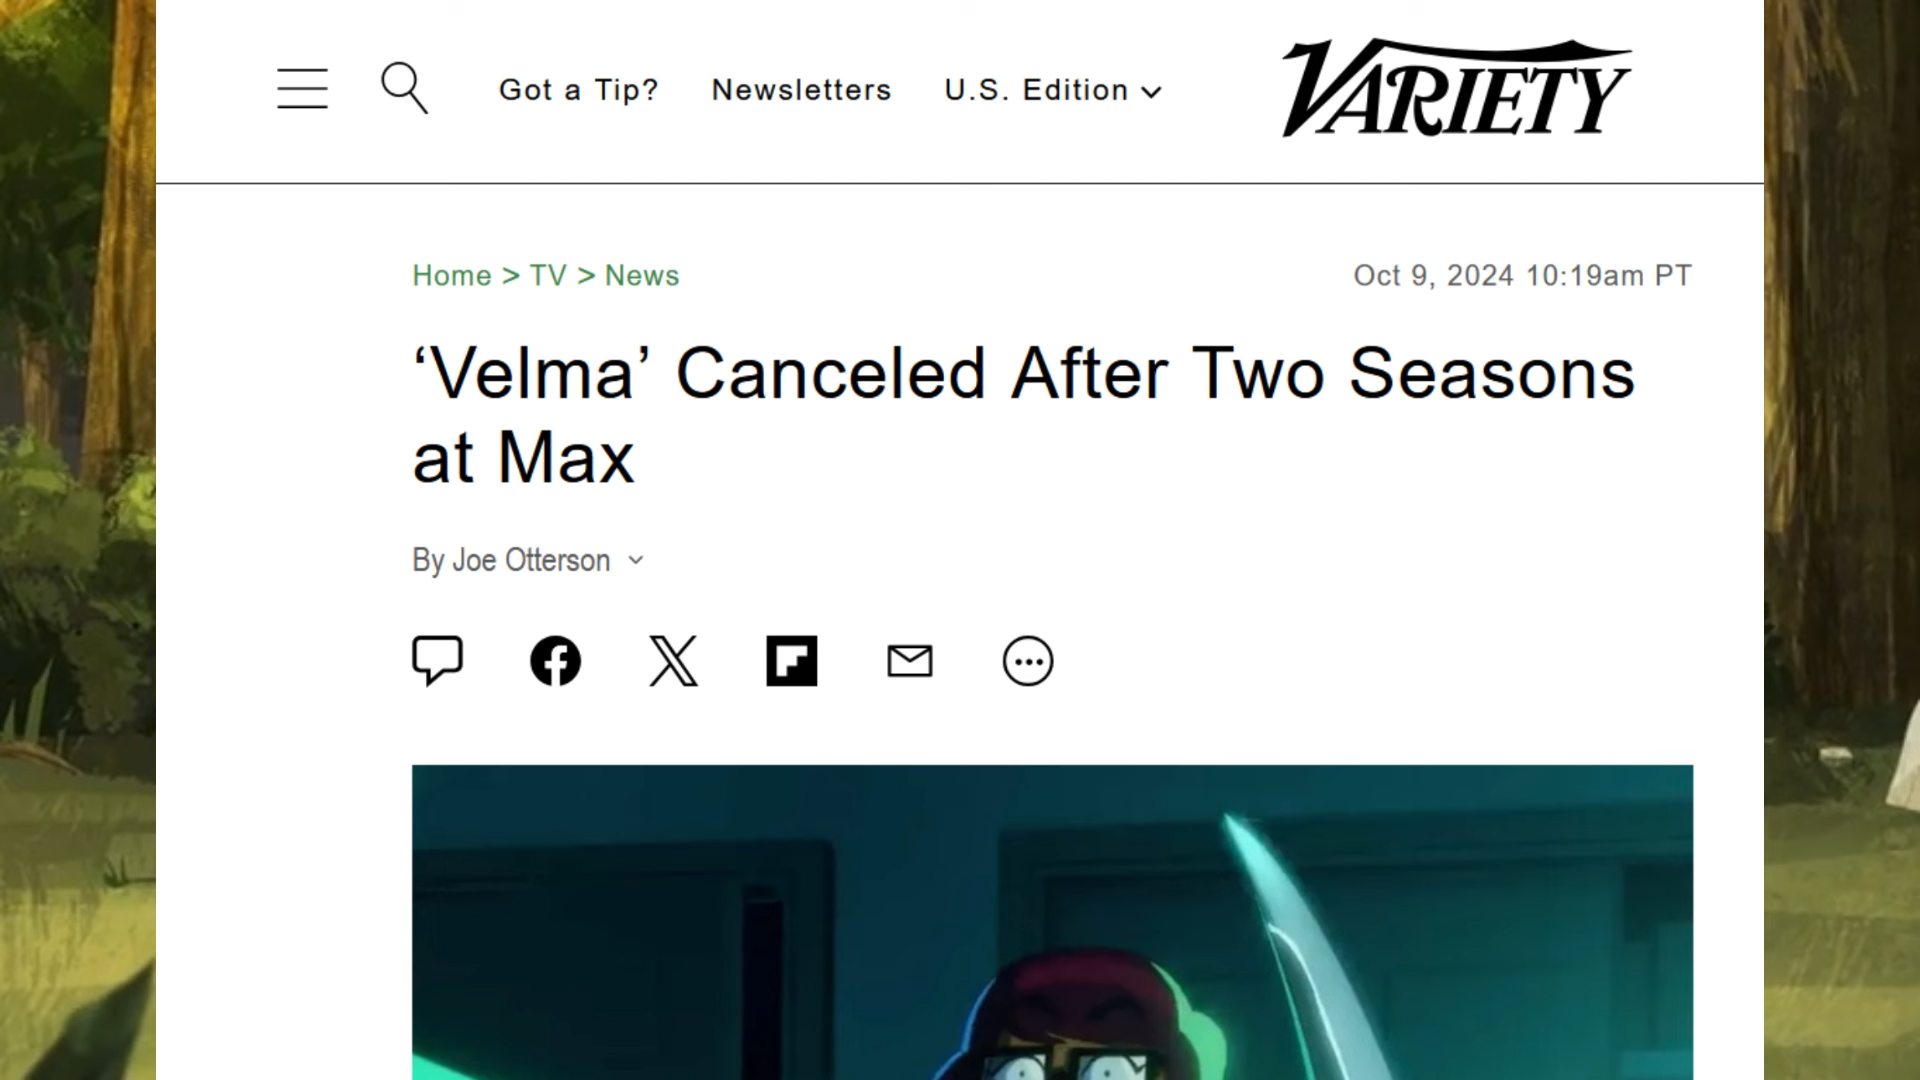 Got a Tip? Newsletters U.S. Edition VARIETY
Home > TV > News Oct 9, 2024 10:19am PT
‘Velma’ Canceled After Two Seasons
at Max
By Joe Otterson